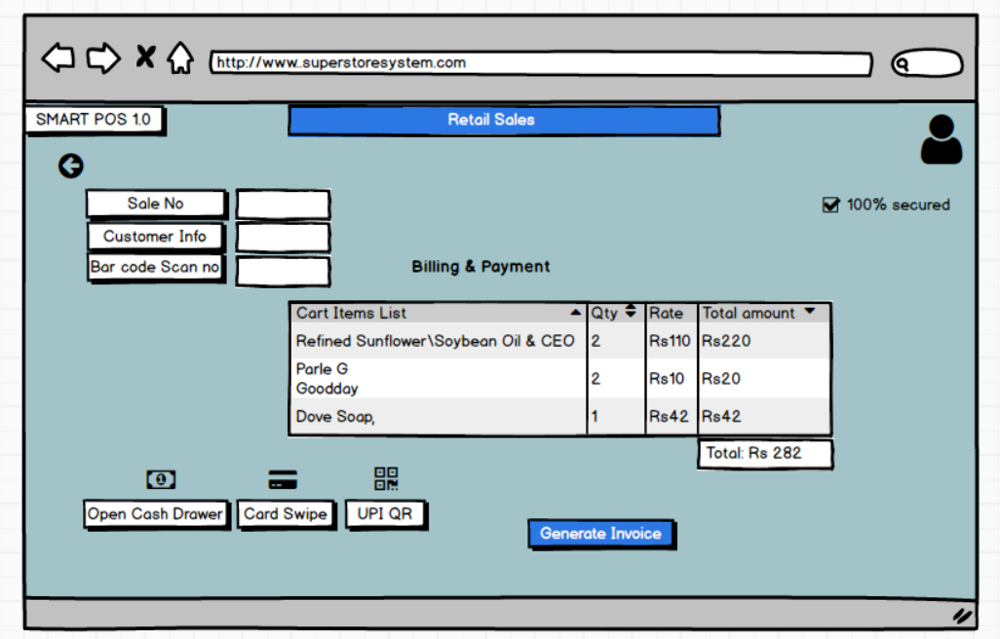 http://www..superstoresystem.com
SMART POS 1.0
Retail Sales
Sale No
100% secured
Customer Info
Bar code Scan no
Billing & Payment
Cart Items List Qty Rate Total amount
Refined Sunflower\Soybean Oil & CEO 2 Rs110 Rs220
Parle G
Goodday 2 Rs10 Rs20
Dove Soap, 1 Rs42 Rs42
Total: Rs 282
Open Cash Drawer Card Swipe UPI QR
Generate Invoice